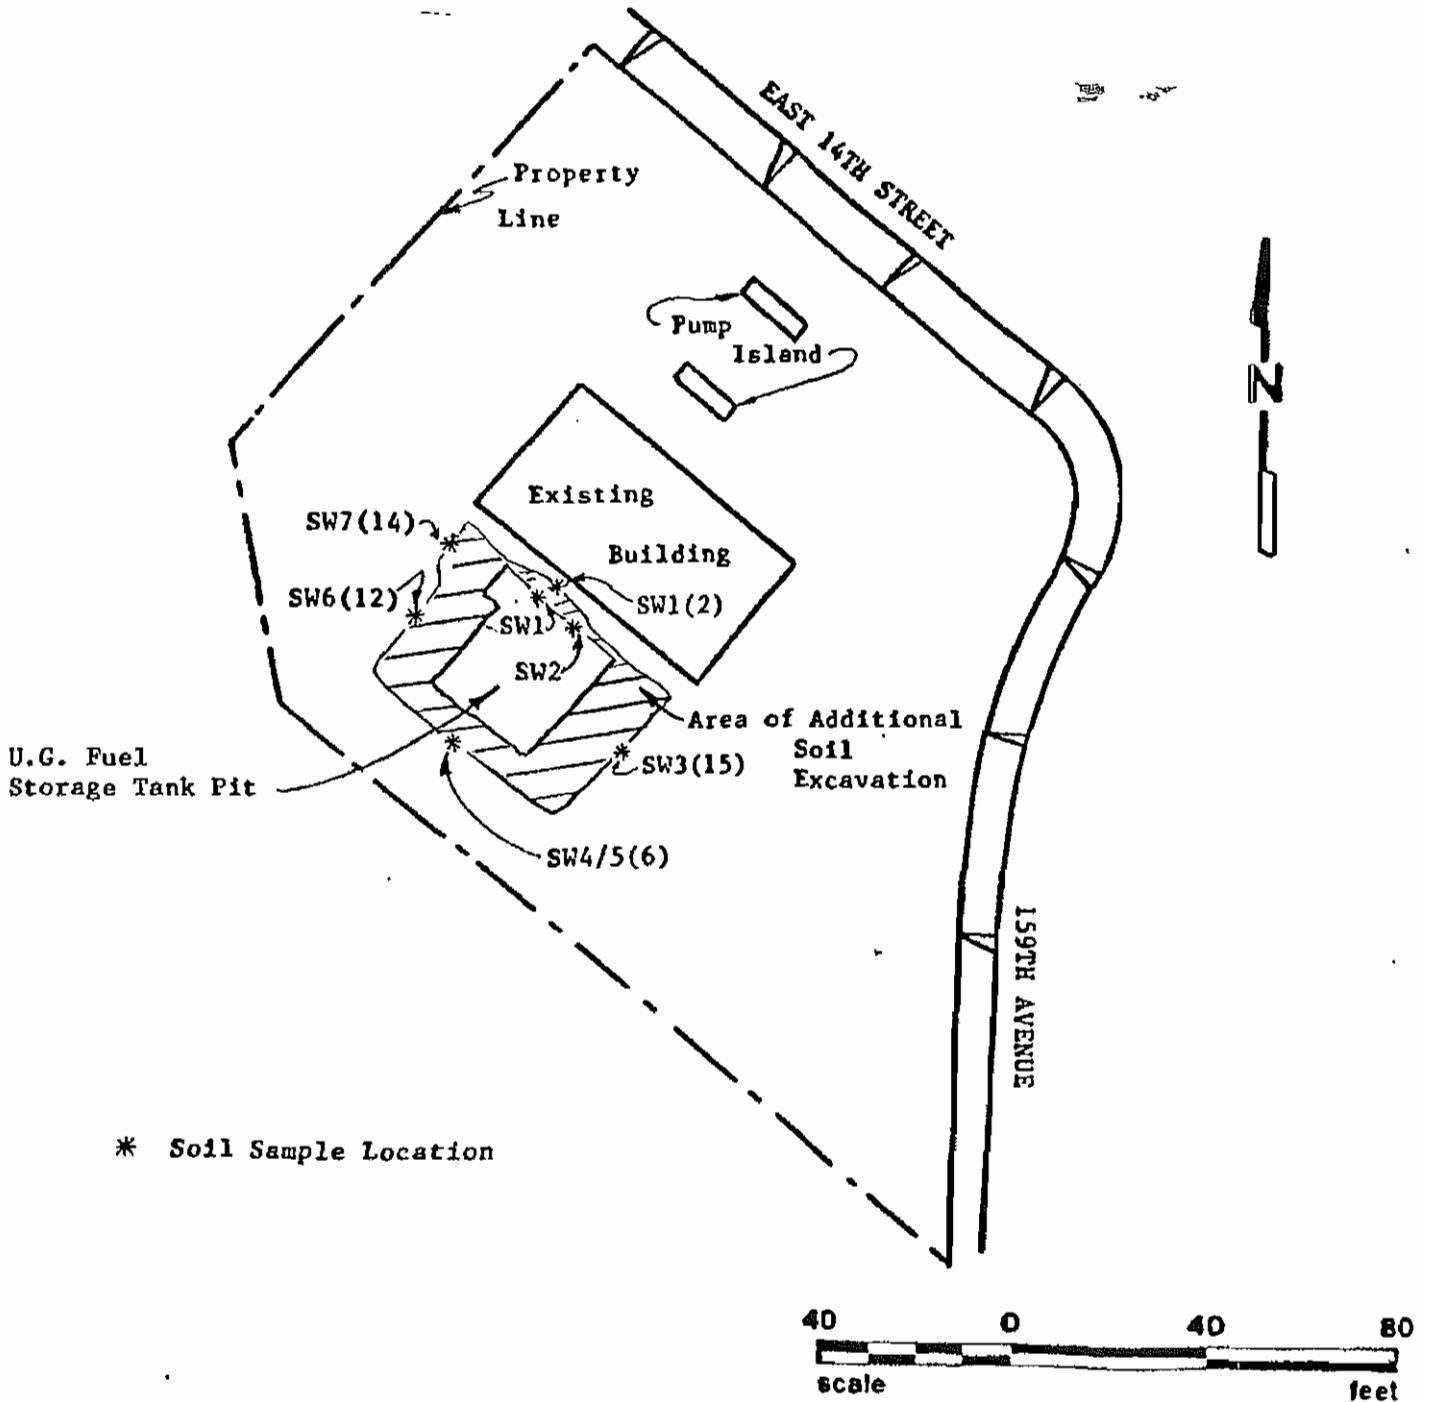 EAST 14TH STREET
Property
Line
Pump
Island
N
Existing
Building
SW7(14)
SW6(12)
SW1(2)
SW1
SW2
Area of Additional
Soil
Excavation
SW3(15)
U.G. Fuel
Storage Tank Pit
SW4/5(6)
159TH AVENUE
* Soil Sample Location
40 0 40 80
scale feet